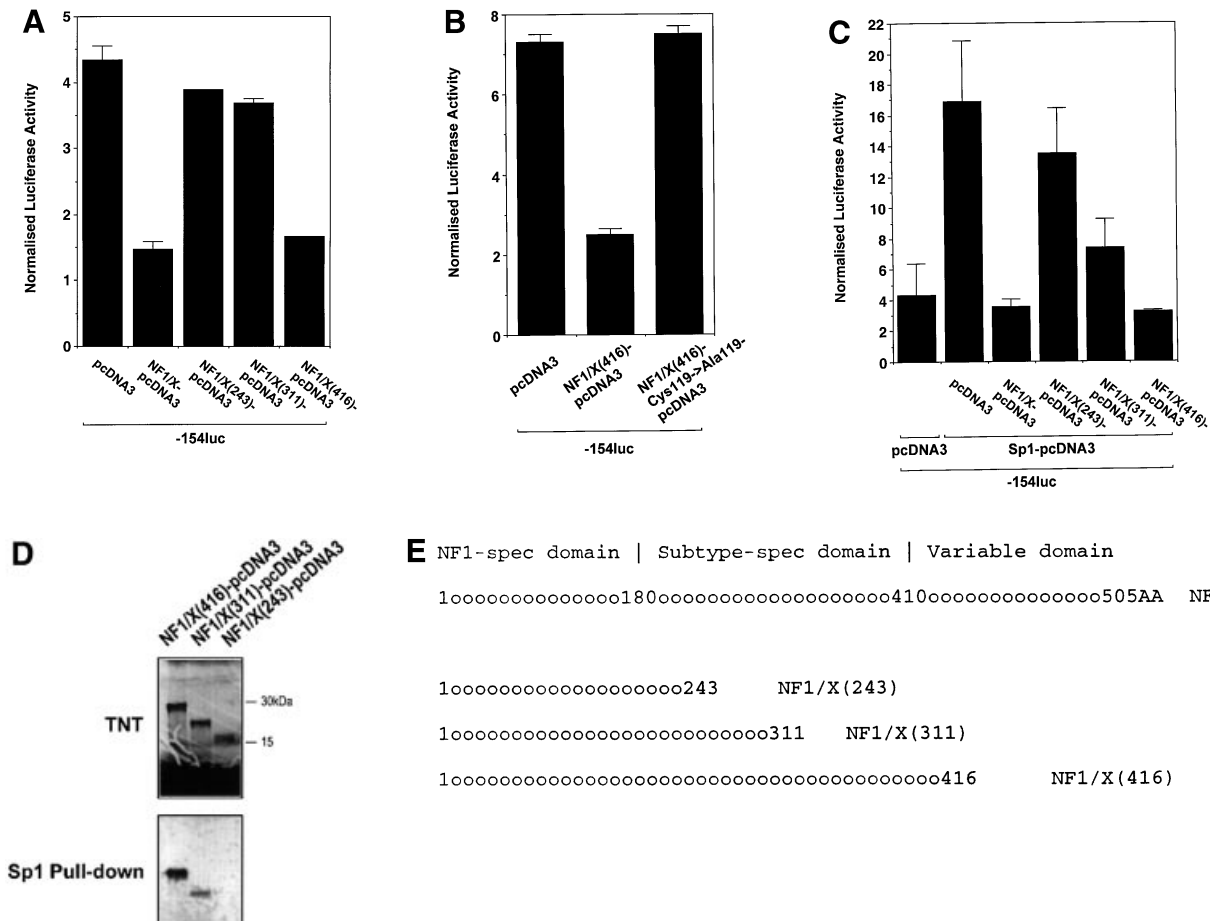 A
Normalised Luciferase Activity
5
4
3
2
1
0
pcDNA3
NF1/X-
pcDNA3
NF1/X(243)-
pcDNA3
NF1/X(311)-
pcDNA3
NF1/X(416)-
pcDNA3
-154luc
B
Normalised Luciferase Activity
8
6
4
2
0
pcDNA3
NF1/X(416)-
pcDNA3
NF1/X(416)-
Cys119->Ala119-
pcDNA3
-154luc
C
Normalised Luciferase Activity
22
20
18
16
14
12
10
8
6
4
2
0
pcDNA3
NF1/X-
pcDNA3
NF1/X(243)-
pcDNA3
NF1/X(311)-
pcDNA3
NF1/X(416)-
pcDNA3
pcDNA3
Sp1-pcDNA3
-154luc
D
NF1/X(416)-pcDNA3
NF1/X(311)-pcDNA3
NF1/X(243)-pcDNA3
TNT
30kDa
15
Sp1 Pull-down
E
NF1-spec domain | Subtype-spec domain | Variable domain
1oooooooooooooo180ooooooooooooooooooo410oooooooooooooo505AA NF
1ooooooooooooooooooo243 NF1/X(243)
1oooooooooooooooooooooooooo311 NF1/X(311)
1oooooooooooooooooooooooooooooooooooooooo416 NF1/X(416)